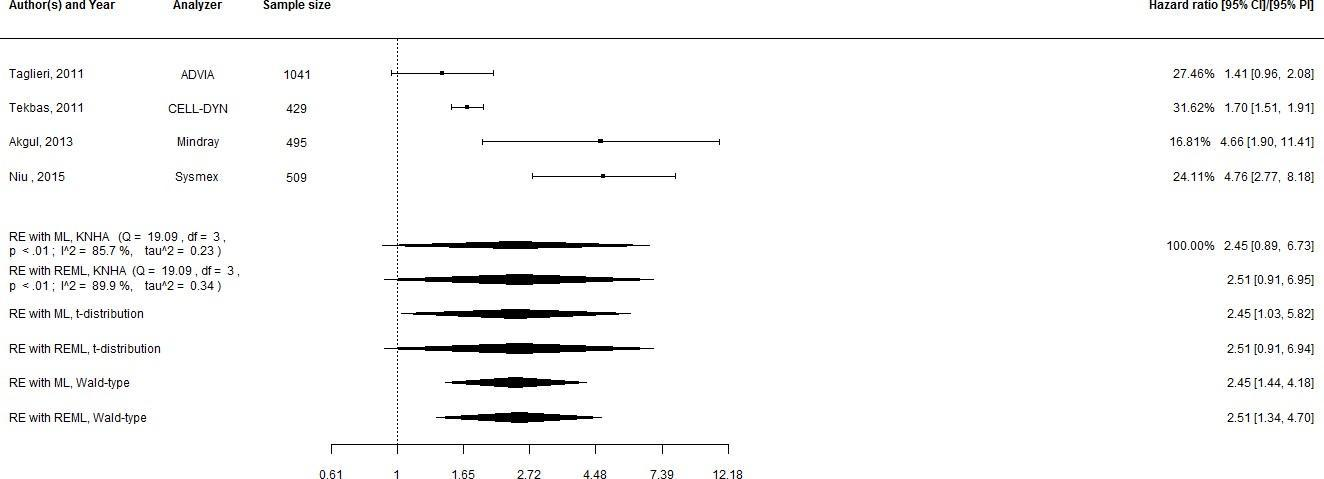 Author(s) and Year Analyzer Sample size Hazard ratio [95% CI]/[95% PI]
Taglieri, 2011 ADVIA 1041 27.46% 1.41 [0.96, 2.08]
Tekbas, 2011 CELL-DYN 429 31.62% 1.70 [1.51, 1.91]
Akgul, 2013 Mindray 495 16.81% 4.66 [1.90, 11.41]
Niu , 2015 Sysmex 509 24.11% 4.76 [2.77, 8.18]
RE with ML, KNHA (Q = 19.09 , df = 3 ,
p < .01 ; I^2 = 85.7 %, tau^2 = 0.23 ) 100.00% 2.45 [0.89, 6.73]
RE with REML, KNHA (Q = 19.09 , df = 3 ,
p < .01 ; I^2 = 89.9 %, tau^2 = 0.34 ) 2.51 [0.91, 6.95]
RE with ML, t-distribution 2.45 [1.03, 5.82]
RE with REML, t-distribution 2.51 [0.91, 6.94]
RE with ML, Wald-type 2.45 [1.44, 4.18]
RE with REML, Wald-type 2.51 [1.34, 4.70]
0.61 1 1.65 2.72 4.48 7.39 12.18